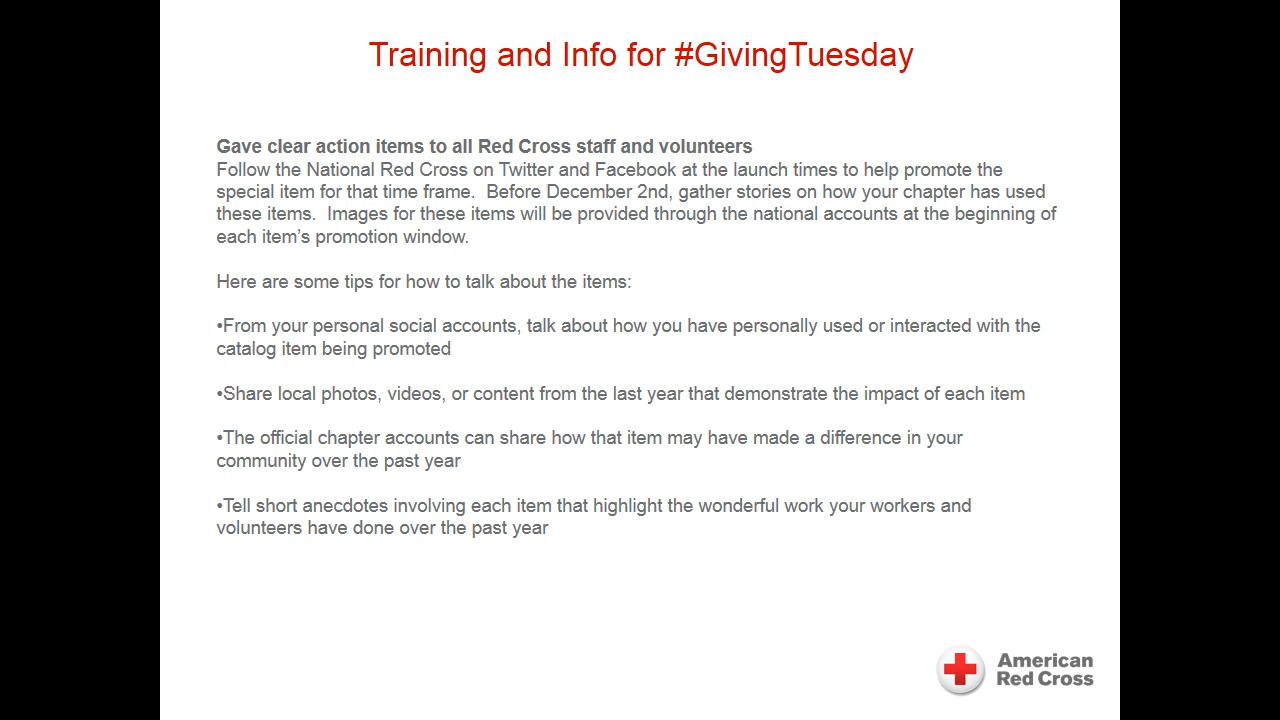 Training and Info for #GivingTuesday
Gave clear action items to all Red Cross staff and volunteers
Follow the National Red Cross on Twitter and Facebook at the launch times to help promote the
special item for that time frame.  Before December 2nd, gather stories on how your chapter has used
these items.  Images for these items will be provided through the national accounts at the beginning of
each item’s promotion window.
Here are some tips for how to talk about the items:
•From your personal social accounts, talk about how you have personally used or interacted with the
catalog item being promoted
•Share local photos, videos, or content from the last year that demonstrate the impact of each item
•The official chapter accounts can share how that item may have made a difference in your
community over the past year
•Tell short anecdotes involving each item that highlight the wonderful work your workers and
volunteers have done over the past year
American
Red Cross